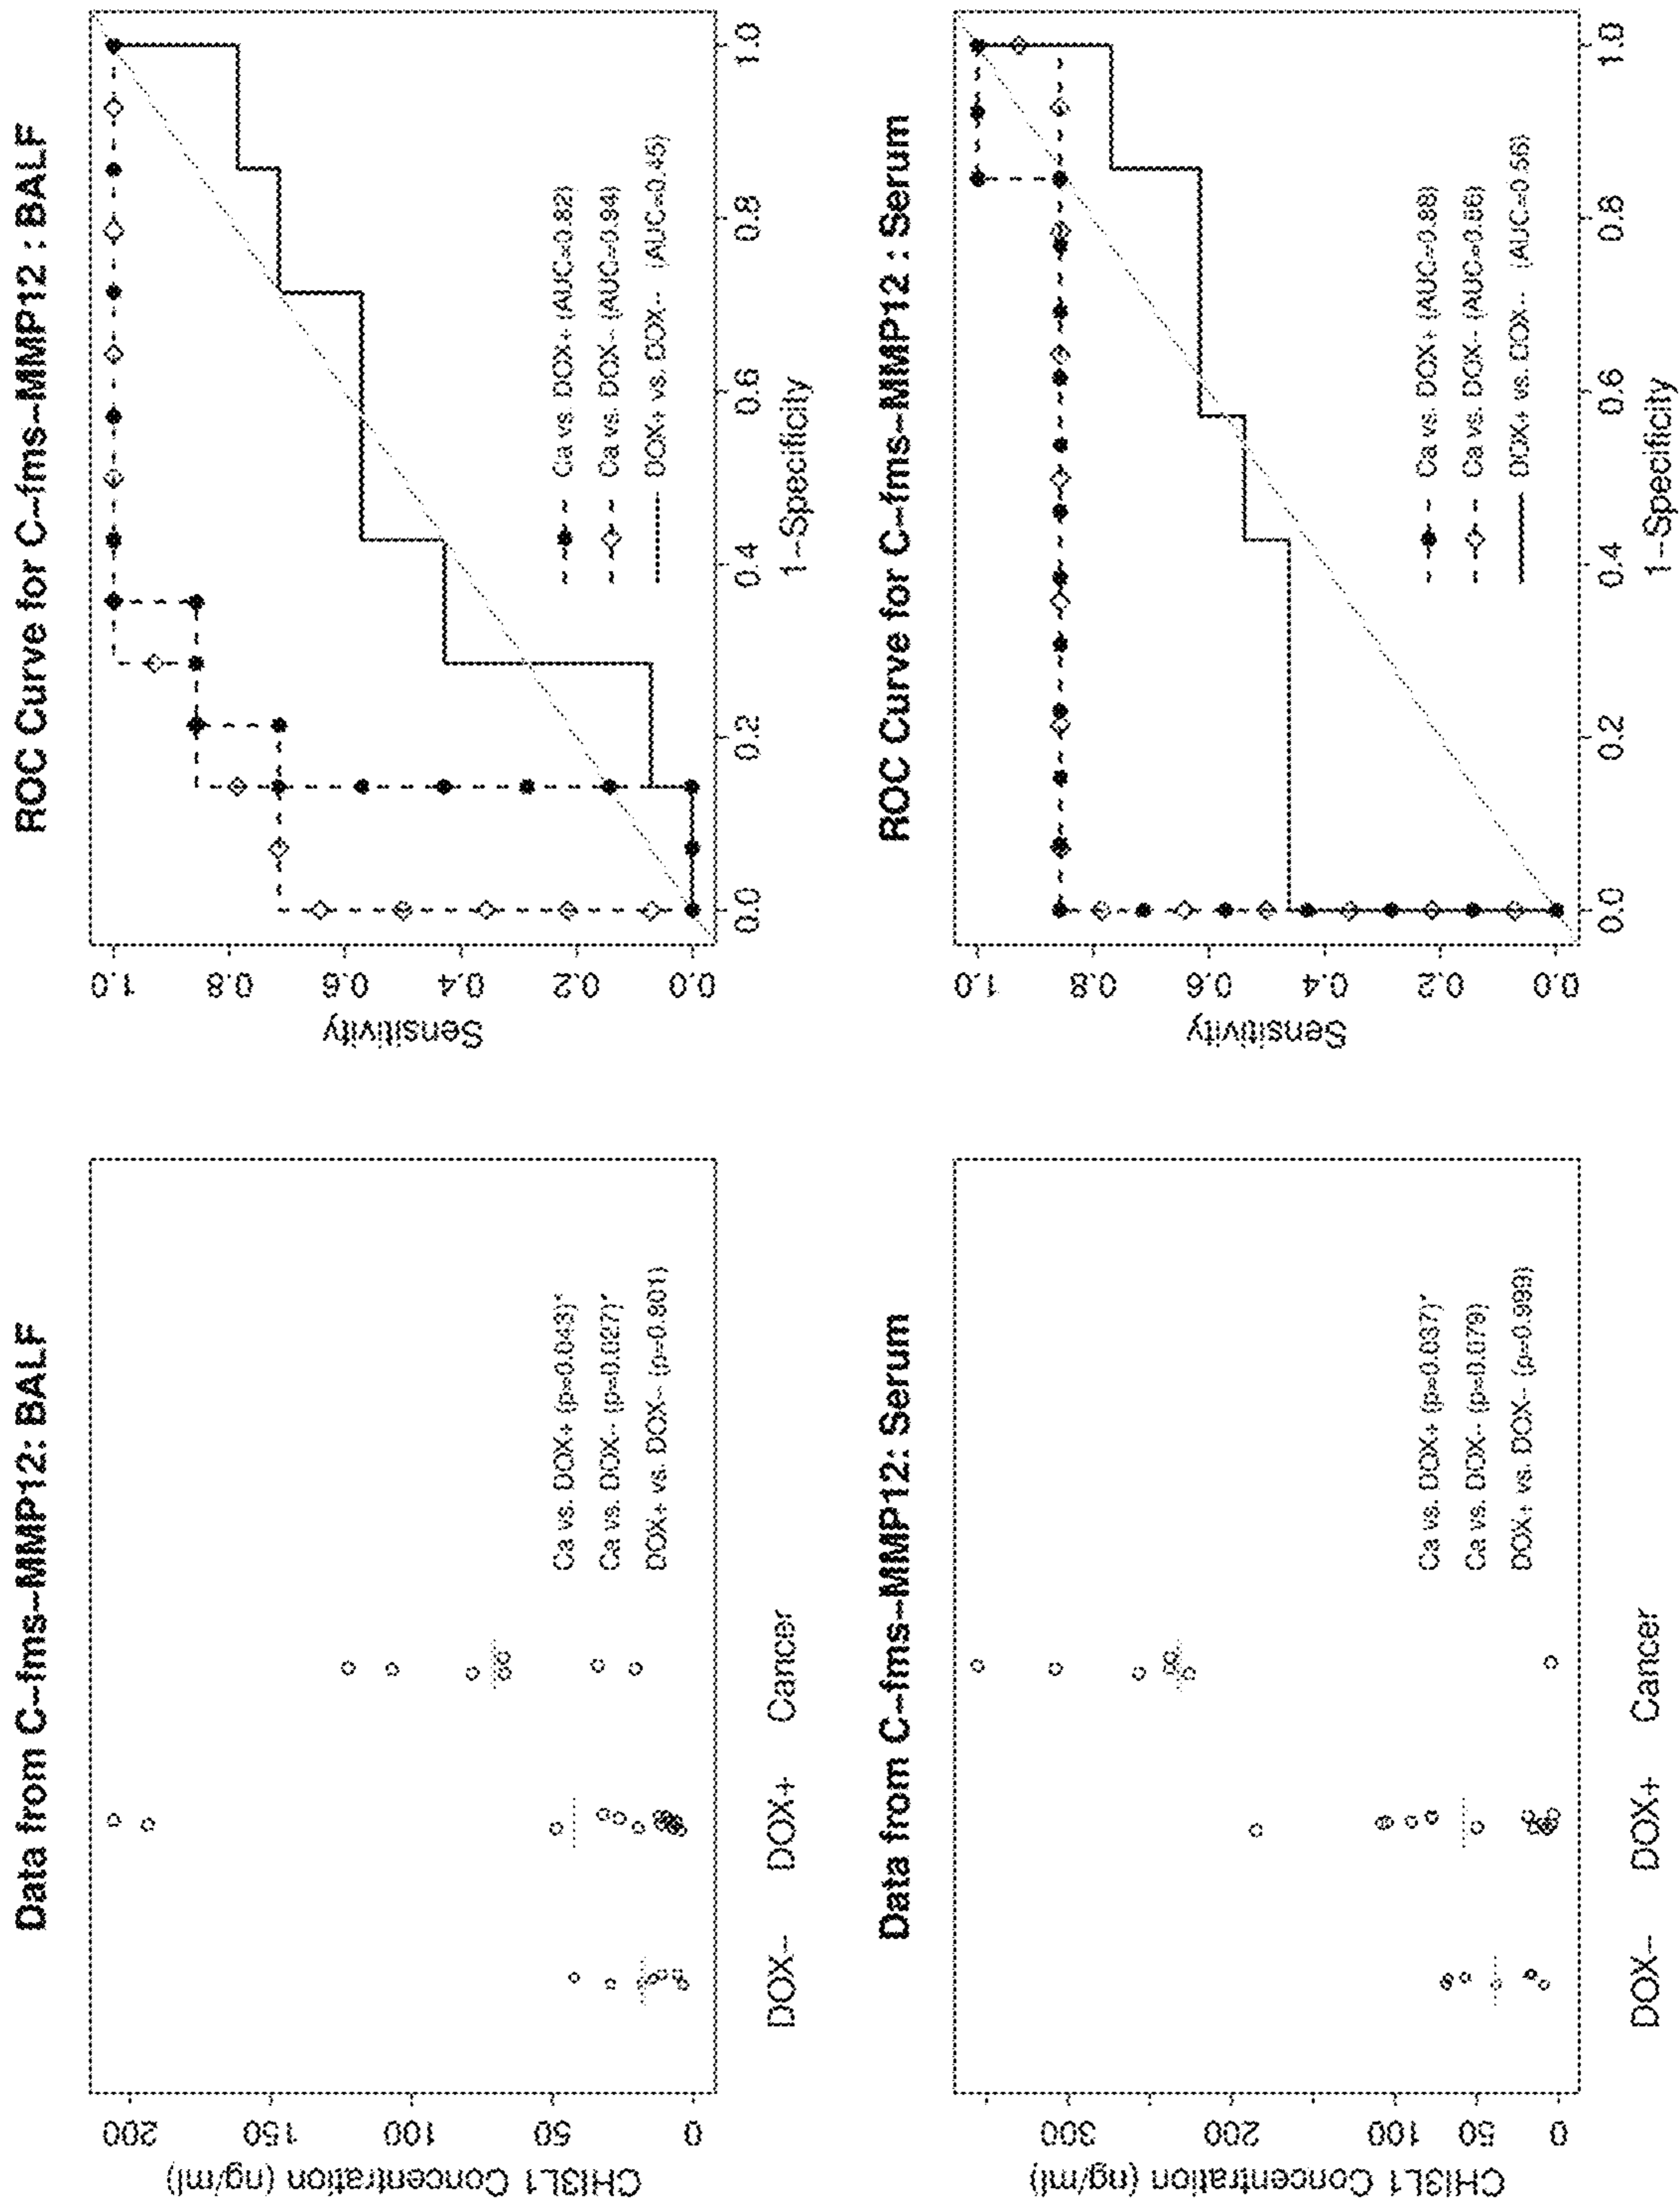 Data from C-fms-MMP12: BALF
CHI3L1 Concentration (ng/ml)
200
150
100
50
0
Ca vs. DOX+ (p=0.043)*
Ca vs. DOX- (p=0.027)*
DOX+ vs. DOX- (p=0.801)
DOX- DOX+ Cancer
ROC Curve for C-fms-MMP12 : BALF
Sensitivity
1.0
0.8
0.6
0.4
0.2
0.0
Ca vs. DOX+ (AUC=0.82)
Ca vs. DOX- (AUC=0.94)
DOX+ vs. DOX- (AUC=0.45)
0.0 0.2 0.4 0.6 0.8 1.0
1-Specificity
Data from C-fms-MMP12: Serum
CHI3L1 Concentration (ng/ml)
300
200
100
50
0
Ca vs. DOX+ (p=0.037)*
Ca vs. DOX- (p=0.079)
DOX+ vs. DOX- (p=0.999)
DOX- DOX+ Cancer
ROC Curve for C-fms-MMP12 : Serum
Sensitivity
1.0
0.8
0.6
0.4
0.2
0.0
Ca vs. DOX+ (AUC=0.88)
Ca vs. DOX- (AUC=0.86)
DOX+ vs. DOX- (AUC=0.56)
0.0 0.2 0.4 0.6 0.8 1.0
1-Specificity